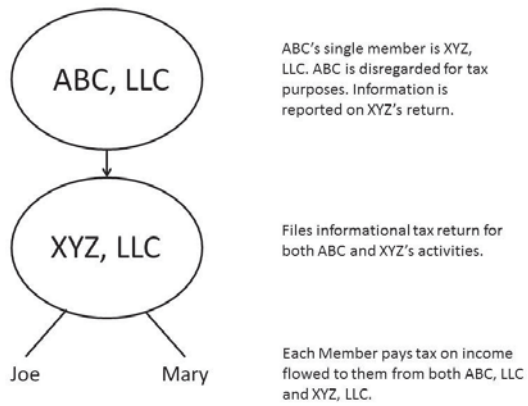 ABC, LLC
ABC's single member is XYZ,
LLC. ABC is disregarded for tax
purposes. Information is
reported on XYZ's return.
XYZ, LLC
Files informational tax return for
both ABC and XYZ's activities.
Joe
Mary
Each Member pays tax on income
flowed to them from both ABC, LLC
and XYZ, LLC.